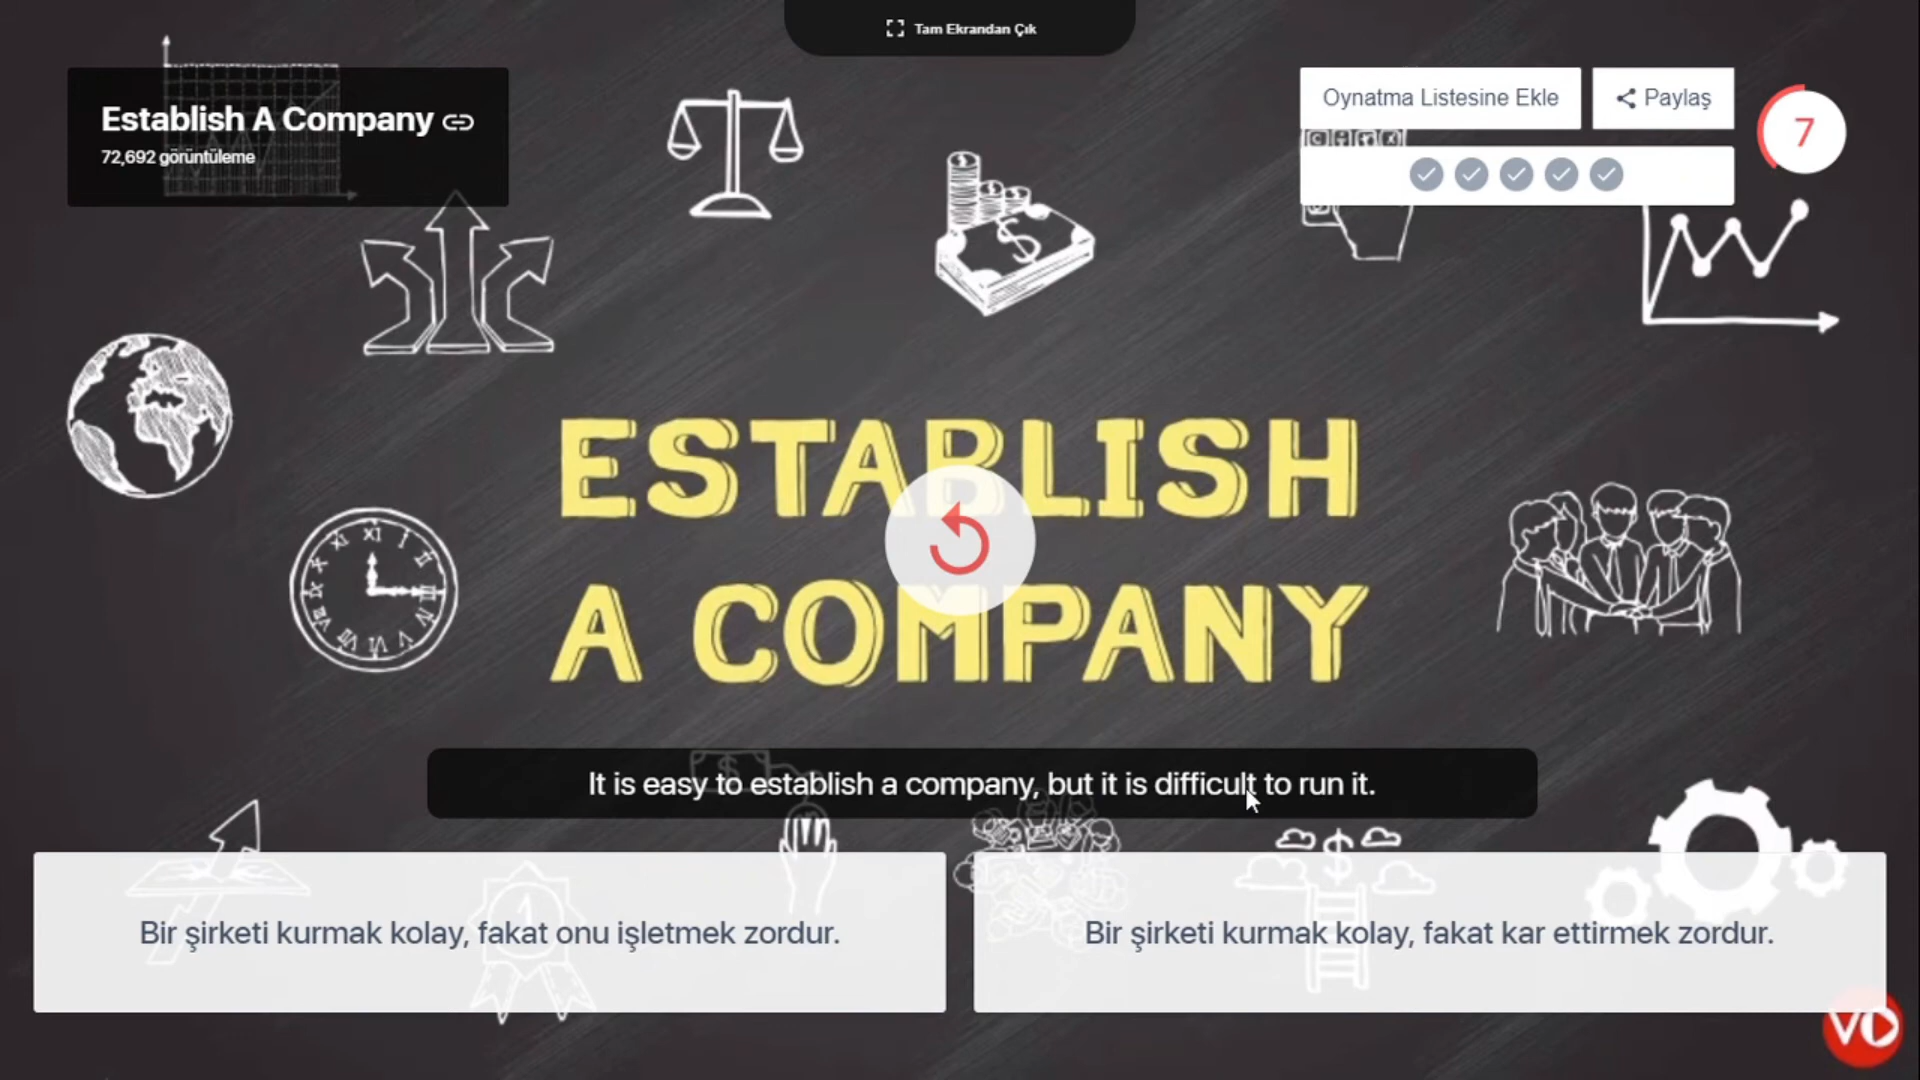 Tam Ekrandan Çık
Establish A Company
72,692 görüntüleme
Oynatma Listesine Ekle
Paylaş
7
ESTABLISH
A COMPANY
It is easy to establish a company, but it is difficult to run it.
Bir şirketi kurmak kolay, fakat onu işletmek zordur.
Bir şirketi kurmak kolay, fakat kar ettirmek zordur.
VO